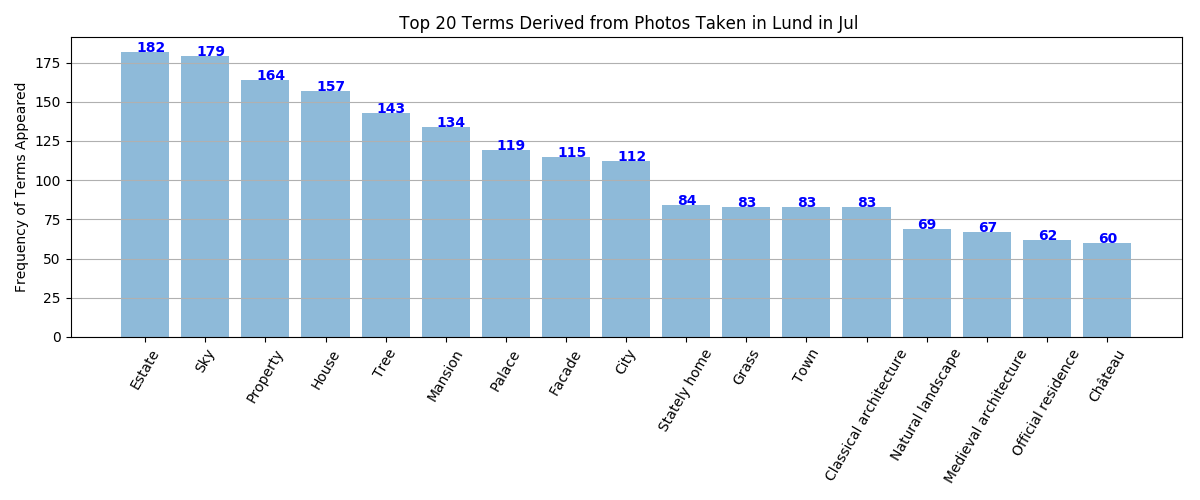 Top 20 Terms Derived from Photos Taken in Lund in Jul
Frequency of Terms Appeared
175
150
125
100
75
50
25
0
182
179
164
157
143
134
119
115
112
84
83
83
83
69
67
62
60
Estate
Sky
Property
House
Tree
Mansion
Palace
Facade
City
Stately home
Grass
Town
Classical architecture
Natural landscape
Medieval architecture
Official residence
Château